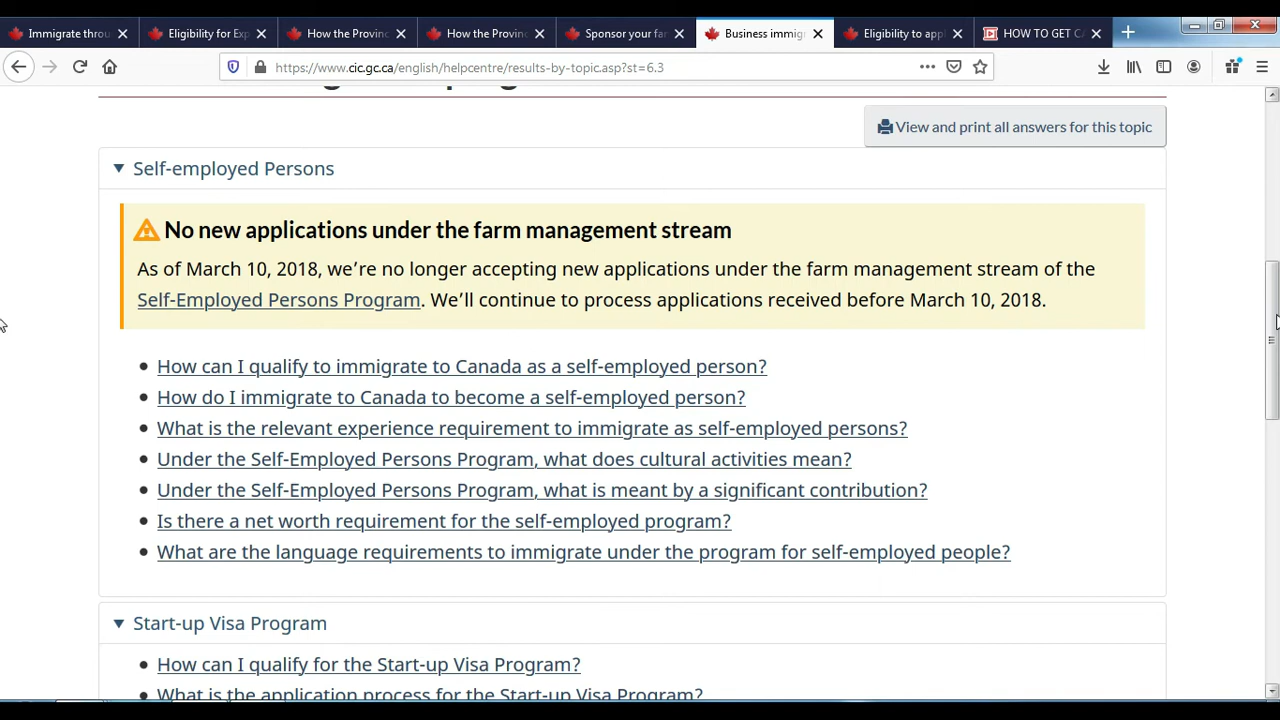 Immigrate throu
Eligibility for Exp
How the Provinc
How the Provinc
Sponsor your fa
Business immig
Eligibility to app
HOW TO GET CA
https://www.cic.gc.ca/english/helpcentre/results-by-topic.asp?st=6.3
View and print all answers for this topic
Self-employed Persons
No new applications under the farm management stream
As of March 10, 2018, we're no longer accepting new applications under the farm management stream of the
Self-Employed Persons Program. We'll continue to process applications received before March 10, 2018.
• How can I qualify to immigrate to Canada as a self-employed person?
• How do I immigrate to Canada to become a self-employed person?
• What is the relevant experience requirement to immigrate as self-employed persons?
• Under the Self-Employed Persons Program, what does cultural activities mean?
• Under the Self-Employed Persons Program, what is meant by a significant contribution?
• Is there a net worth requirement for the self-employed program?
• What are the language requirements to immigrate under the program for self-employed people?
Start-up Visa Program
• How can I qualify for the Start-up Visa Program?
• What is the application process for the Start-up Visa Program?